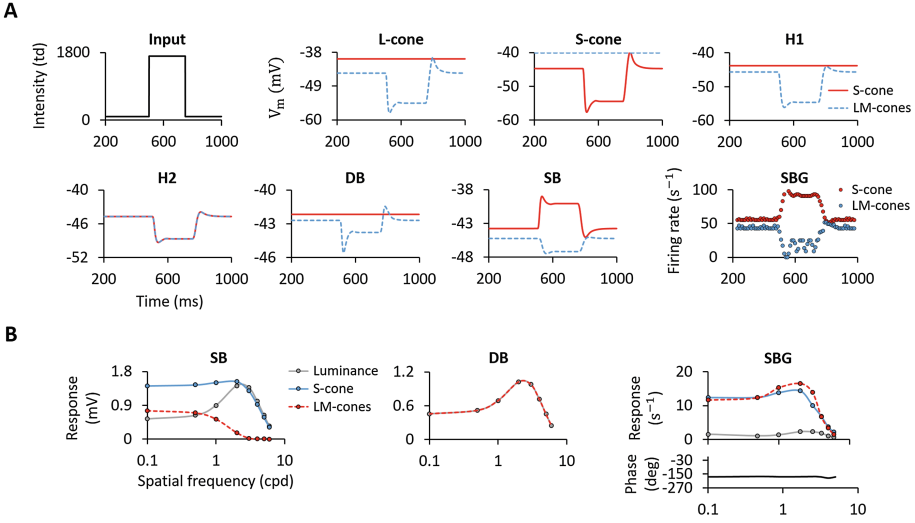 A
Input
Intensity (td)
1800
0
200 600 1000
L-cone
Vm (mV)
-38
-49
-60
200 600 1000
S-cone
-40
-50
-60
200 600 1000
H1
-40
-50
-60
200 600 1000
S-cone
LM-cones
H2
-40
-46
-52
200 600 1000
Time (ms)
DB
-40
-43
-46
200 600 1000
SB
-38
-43
-48
200 600 1000
SBG
Firing rate (s⁻¹)
100
50
0
200 600 1000
S-cone
LM-cones
B
SB
Response
(mV)
1.8
0.9
0
0.1 1 10
Spatial frequency (cpd)
Luminance
S-cone
LM-cones
DB
1.2
0.6
0
0.1 1 10
SBG
Response
(s⁻¹)
20
10
0
Phase
(deg)
-30
-150
-270
0.1 1 10